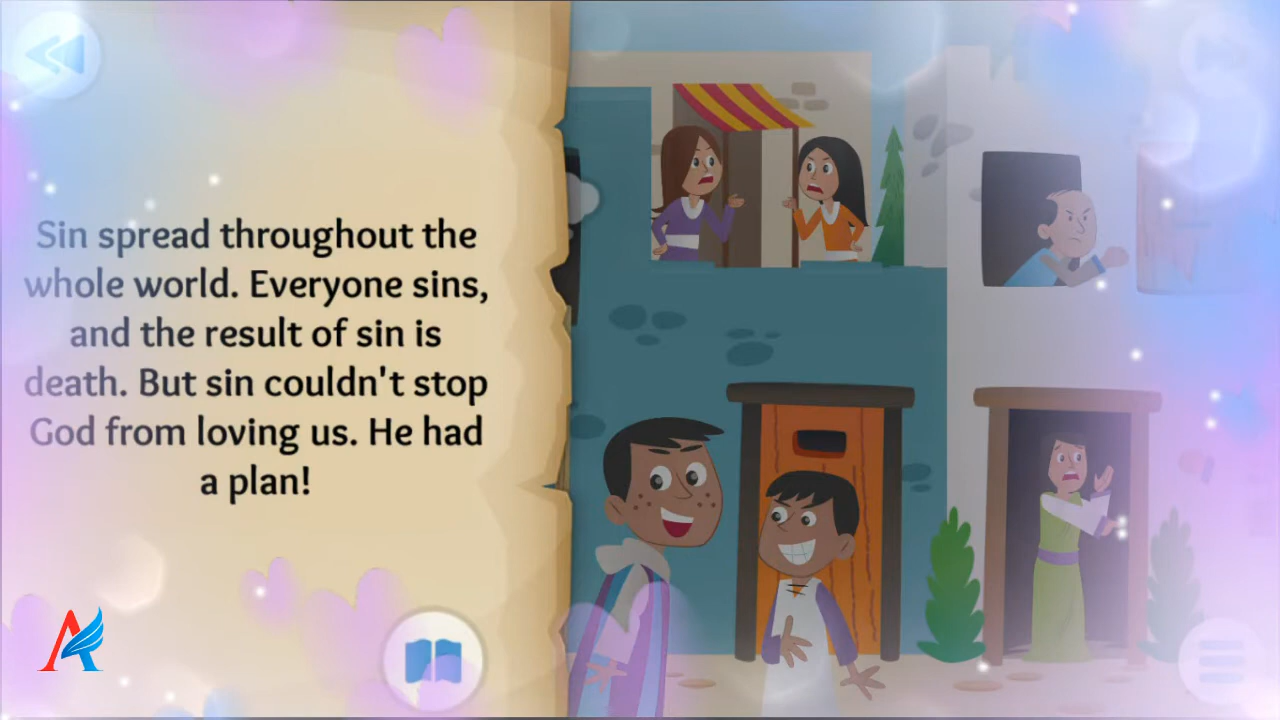 Sin spread throughout the
whole world. Everyone sins,
and the result of sin is
death. But sin couldn't stop
God from loving us. He had
a plan!